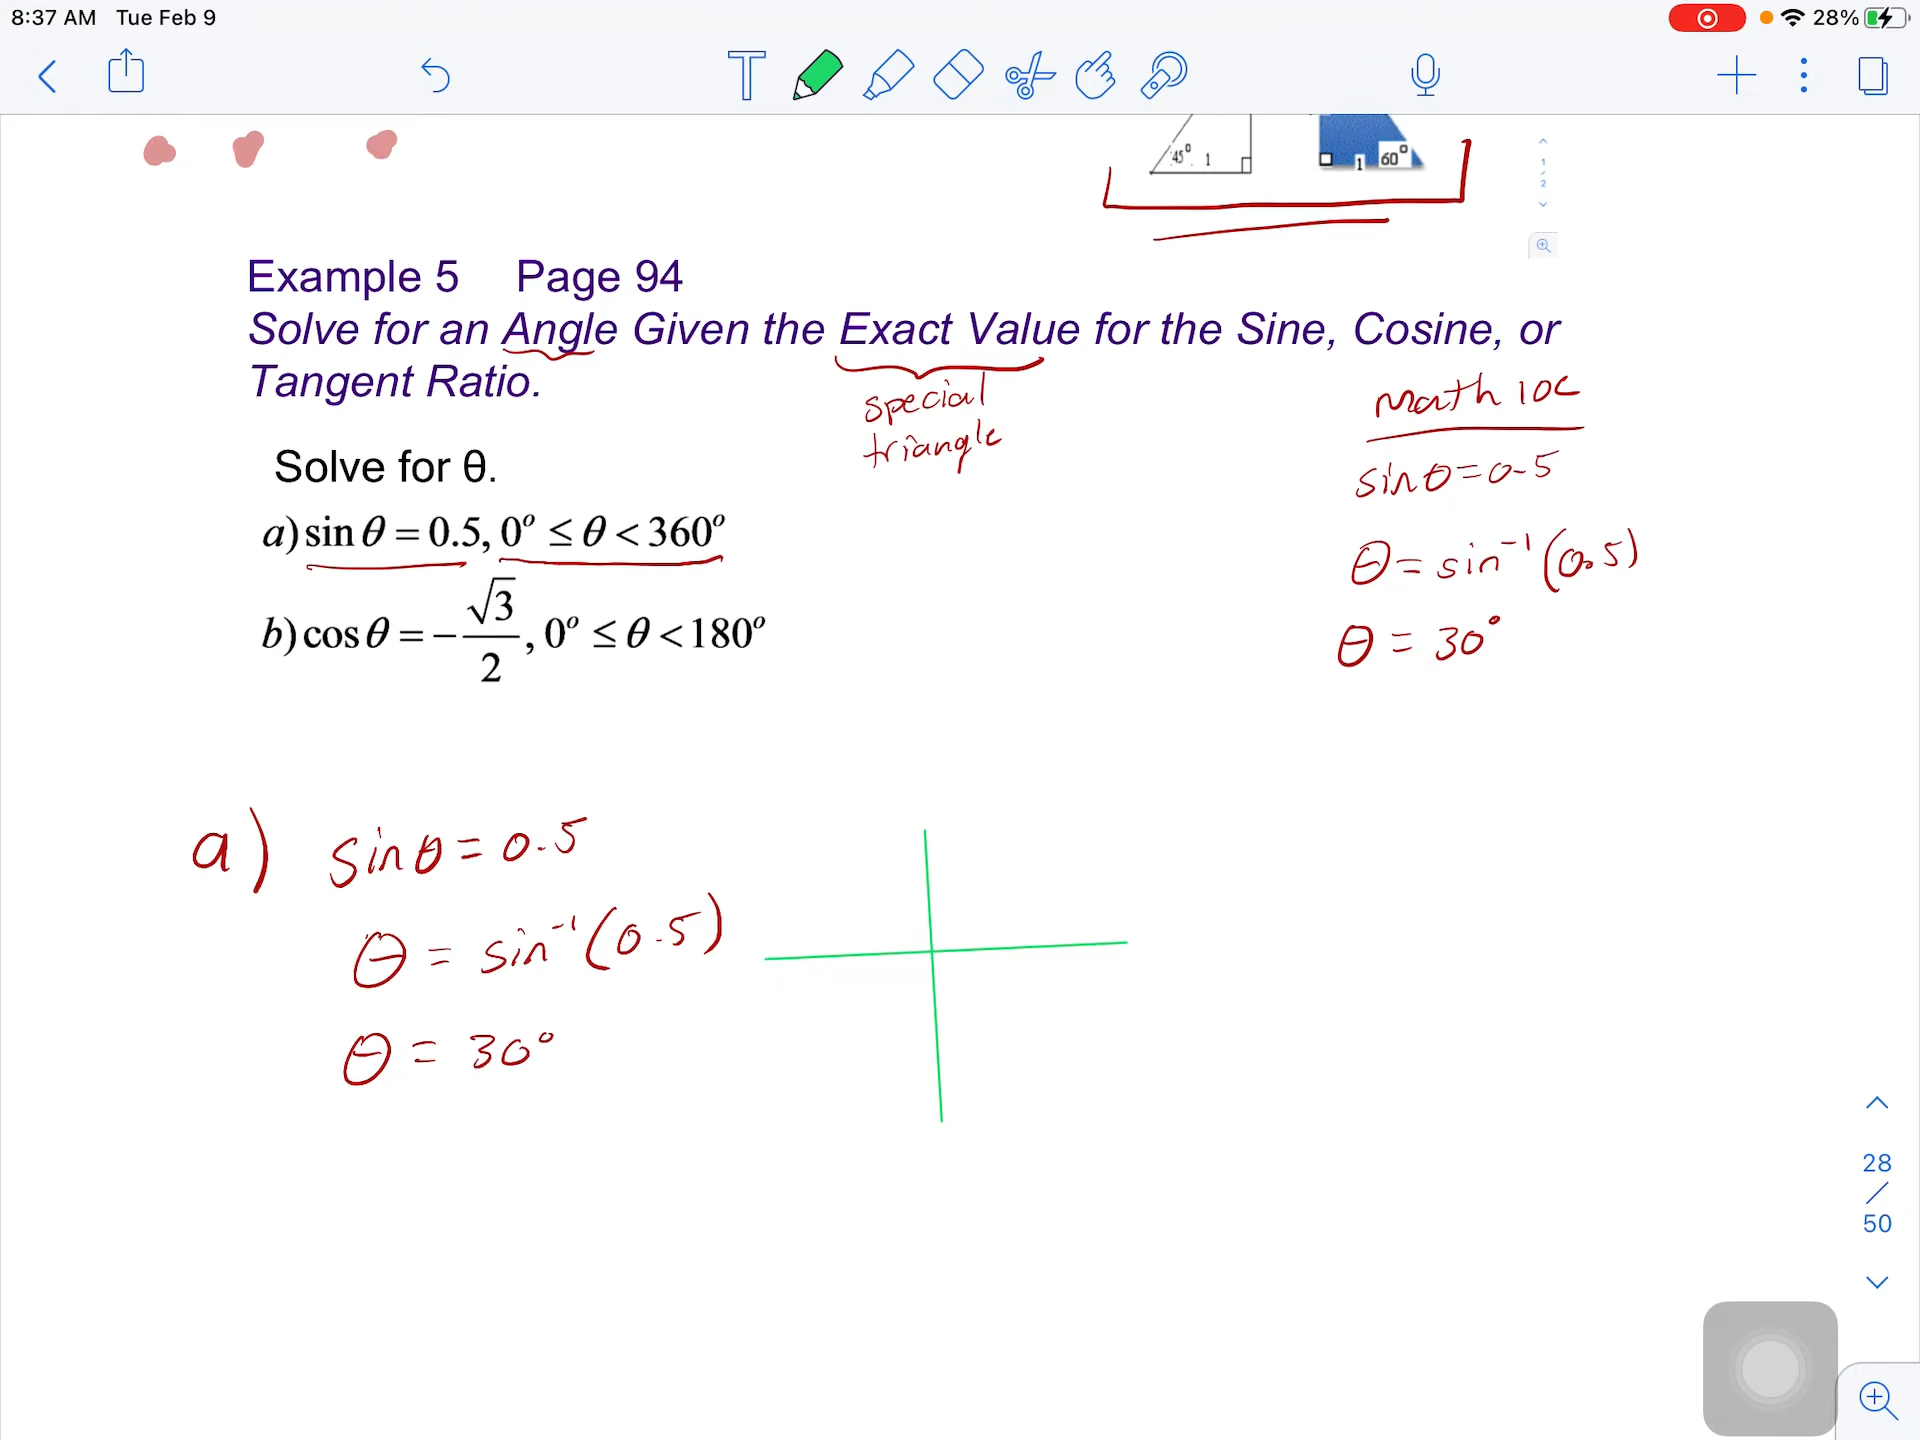 8:37 AM Tue Feb 9
28%
45° 1
1 60°
1
/
2
Example 5 Page 94
Solve for an Angle Given the Exact Value for the Sine, Cosine, or
Tangent Ratio.
special
triangle
Math 10C
sinθ=0.5
θ=sin⁻¹(0.5)
θ = 30°
Solve for θ.
a) sin θ = 0.5, 0° ≤ θ < 360°
b) cos θ = -√3/2, 0° ≤ θ < 180°
a) sinθ = 0.5
θ = sin⁻¹(0.5)
θ = 30°
28
/
50